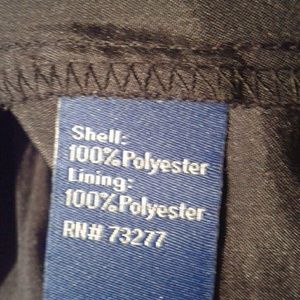 Shell:
100%Polyester
Lining:
100%Polyester
RN# 73277